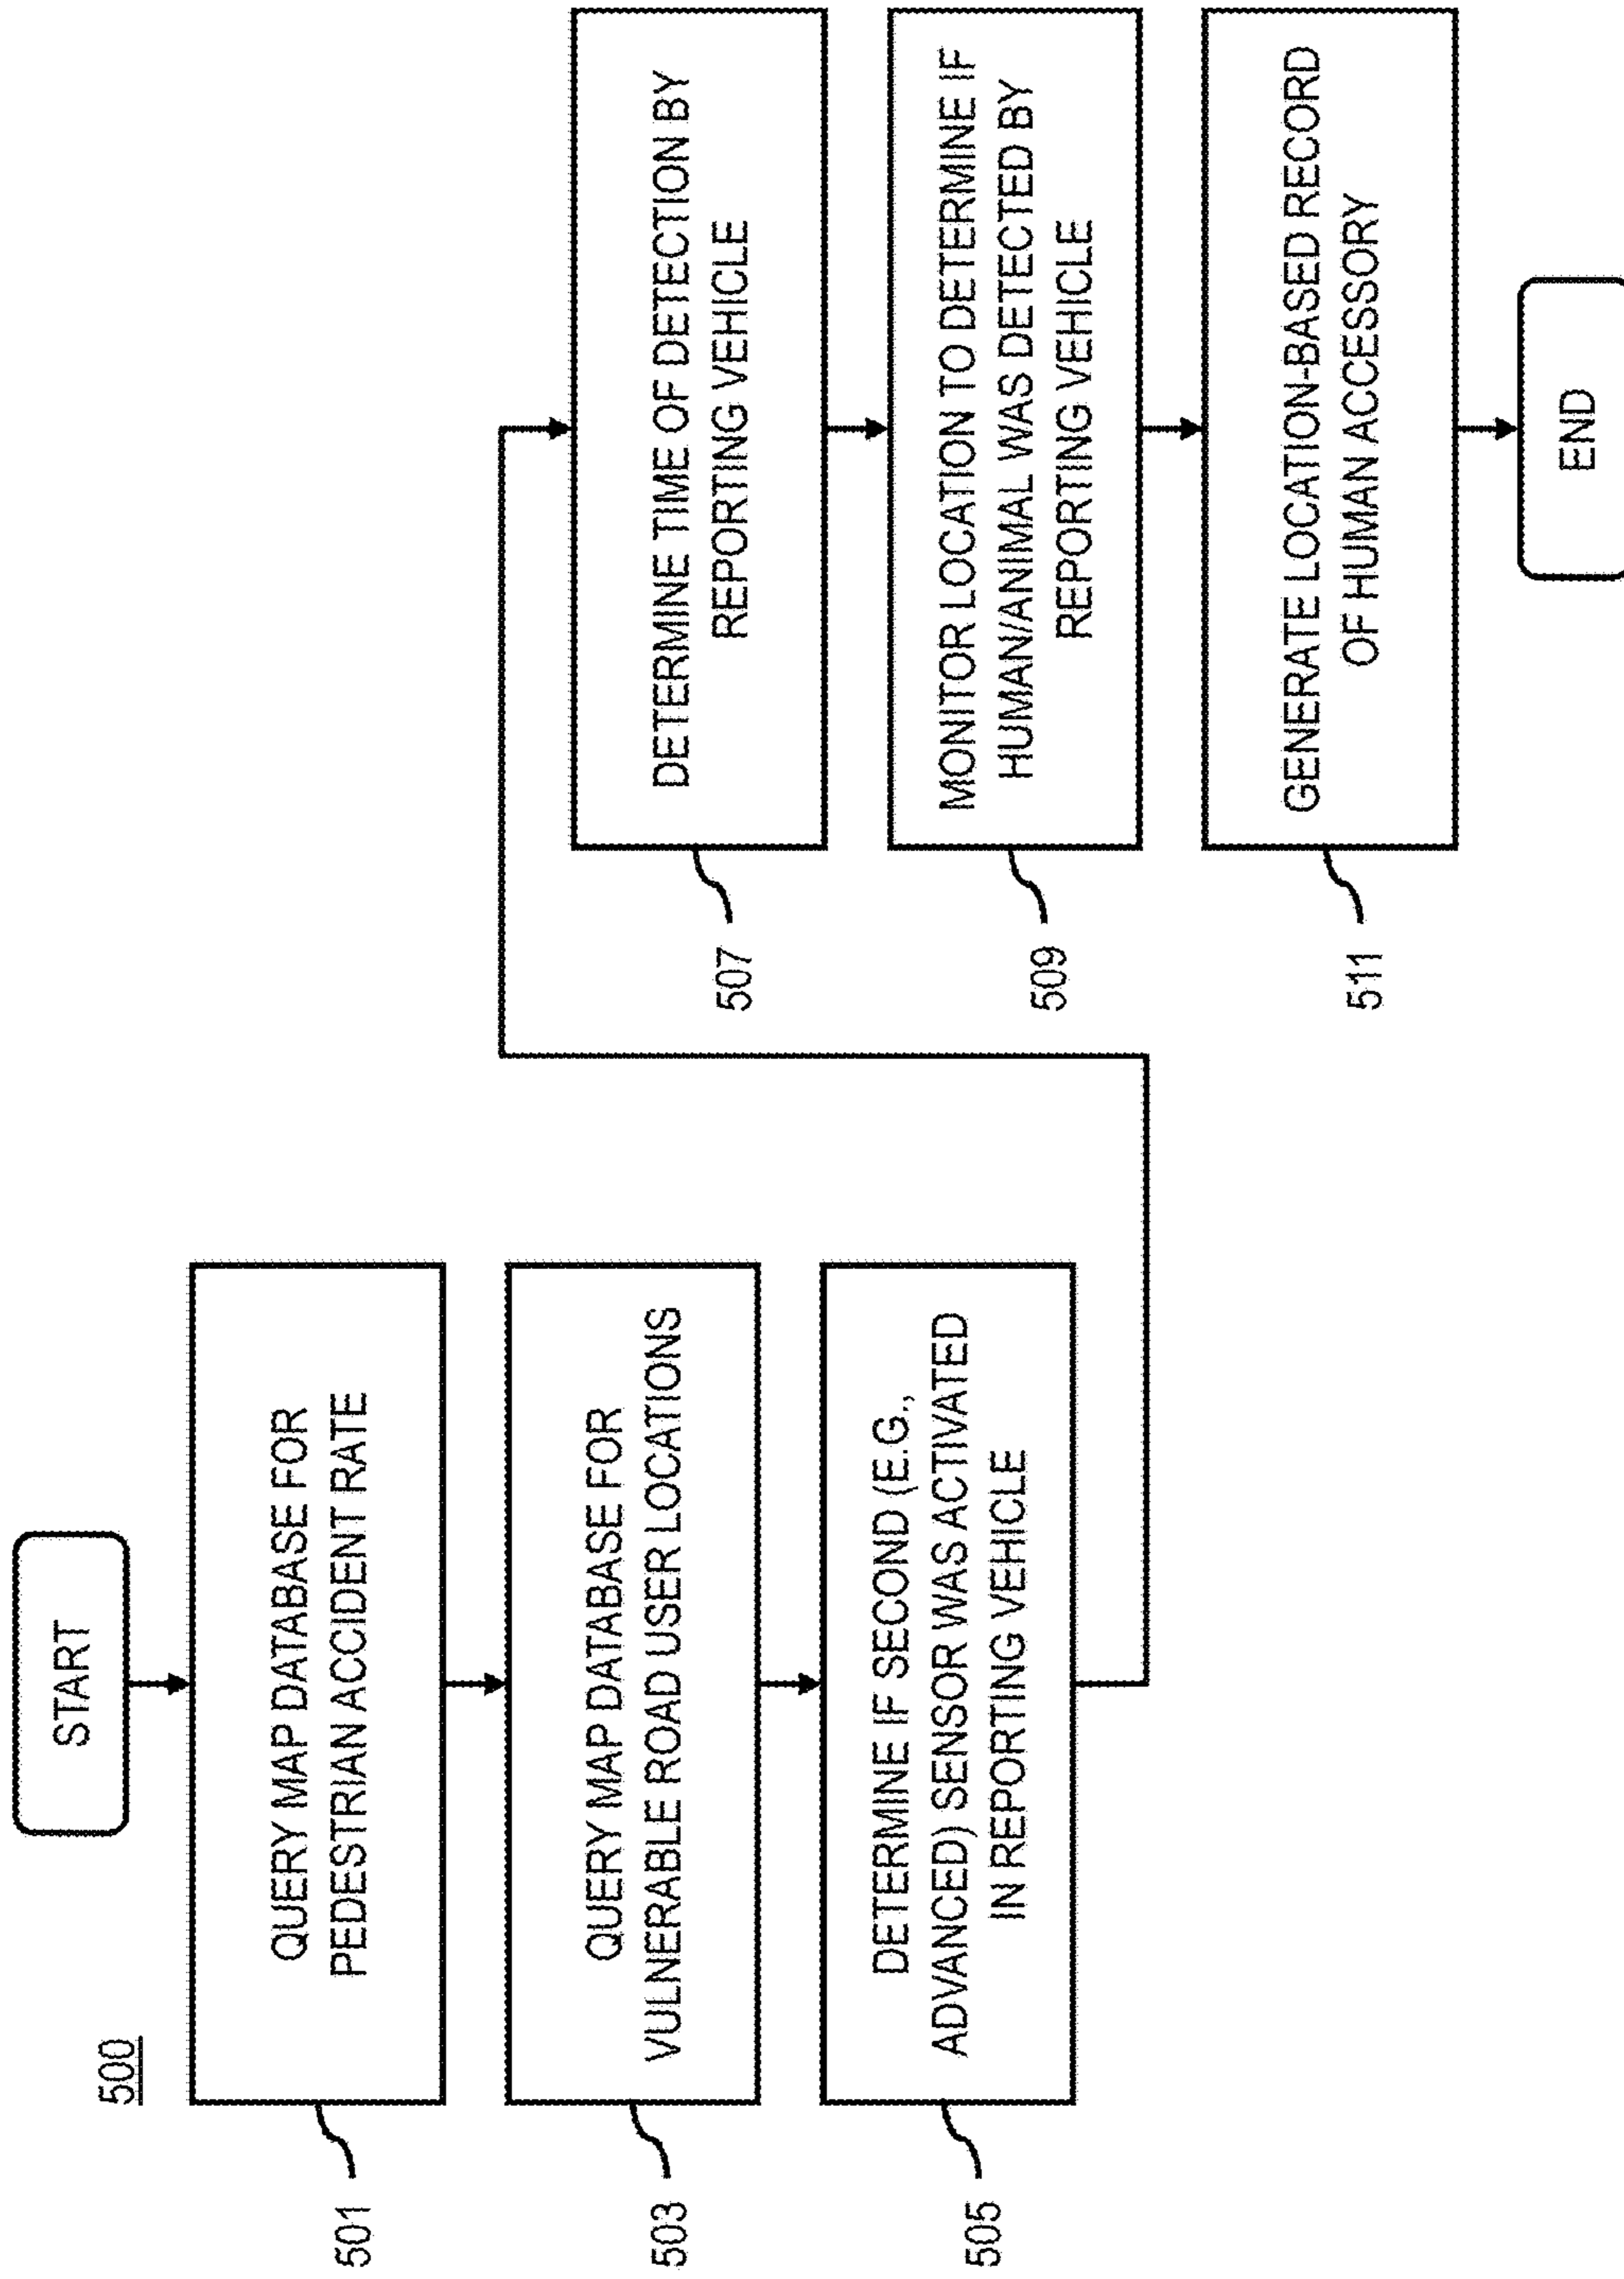 500
START
501
QUERY MAP DATABASE FOR
PEDESTRIAN ACCIDENT RATE
503
QUERY MAP DATABASE FOR
VULNERABLE ROAD USER LOCATIONS
505
DETERMINE IF SECOND (E.G.,
ADVANCED) SENSOR WAS ACTIVATED
IN REPORTING VEHICLE
507
DETERMINE TIME OF DETECTION BY
REPORTING VEHICLE
509
MONITOR LOCATION TO DETERMINE IF
HUMAN/ANIMAL WAS DETECTED BY
REPORTING VEHICLE
511
GENERATE LOCATION-BASED RECORD
OF HUMAN ACCESSORY
END